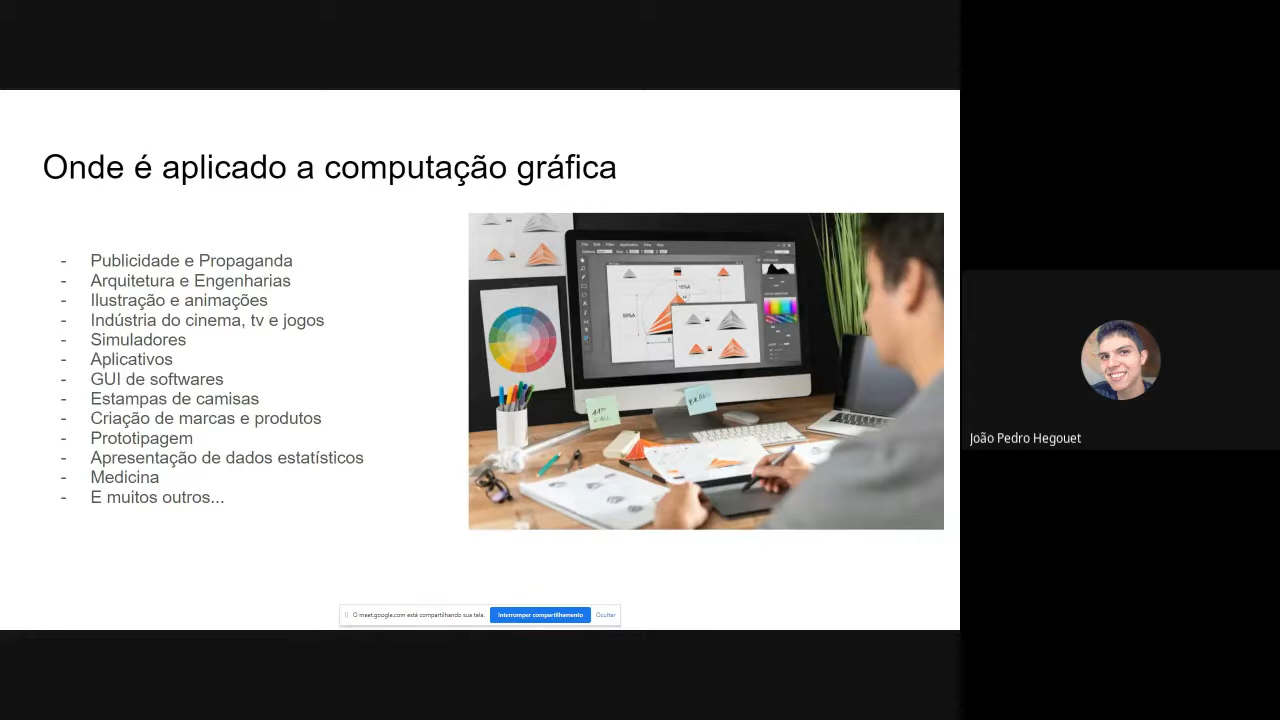 Onde é aplicado a computação gráfica
- Publicidade e Propaganda
- Arquitetura e Engenharias
- Ilustração e animações
- Indústria do cinema, tv e jogos
- Simuladores
- Aplicativos
- GUI de softwares
- Estampas de camisas
- Criação de marcas e produtos
- Prototipagem
- Apresentação de dados estatísticos
- Medicina
- E muitos outros...
João Pedro Hegouet
O meet.google.com está compartilhando sua tela.
Interromper compartilhamento
Ocultar